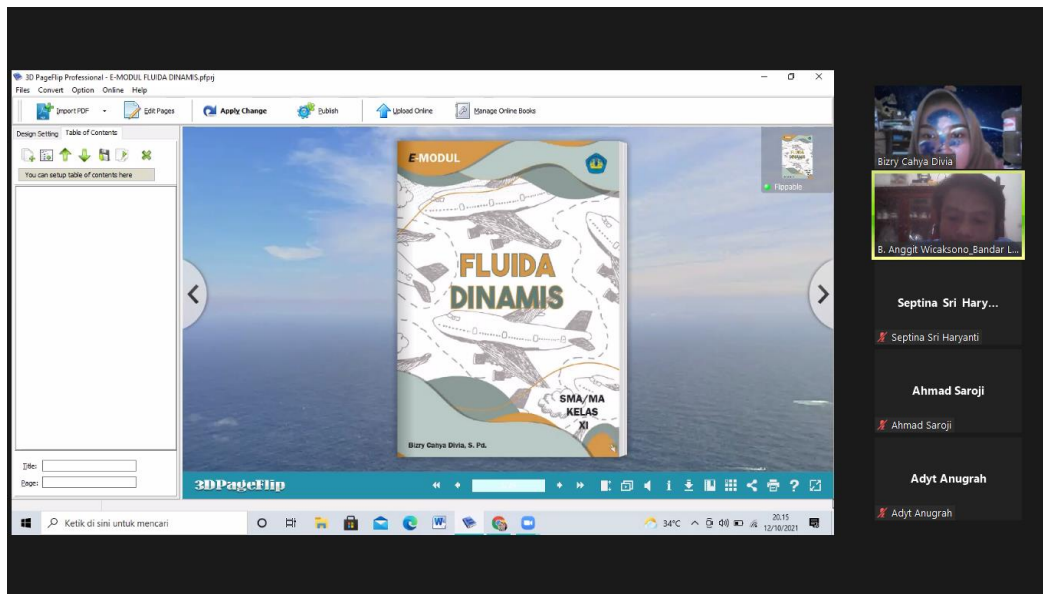 3D PageFlip Professional - E-MODUL FLUIDA DINAMIS.pfprj
Files Convert Option Online Help
Import PDF Edit Pages Apply Change Publish Upload Online Manage Online Books
Design Setting Table of Contents
You can setup table of contents here
Title:
Page:
E-MODUL
FLUIDA
DINAMIS
SMA/MA
KELAS
XI
Bizry Cahya Divia, S. Pd.
Flippable
3DPageFlip
Ketik di sini untuk mencari
34°C
20.15
12/10/2021
Bizry Cahya Divia
B. Anggit Wicaksono_Bandar L...
Septina Sri Hary...
Septina Sri Haryanti
Ahmad Saroji
Ahmad Saroji
Adyt Anugrah
Adyt Anugrah